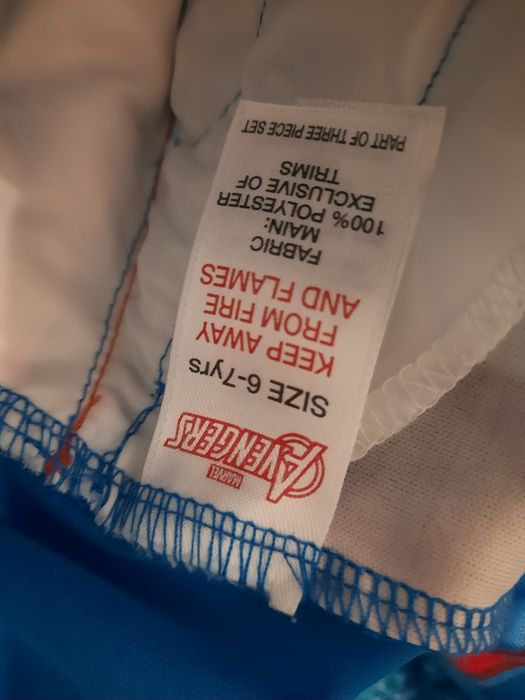 MARVEL
AVENGERS
SIZE 6-7yrs
KEEP AWAY
FROM FIRE
AND FLAMES
FABRIC
MAIN:
100% POLYESTER
EXCLUSIVE OF
TRIMS
PART OF THREE PIECE SET